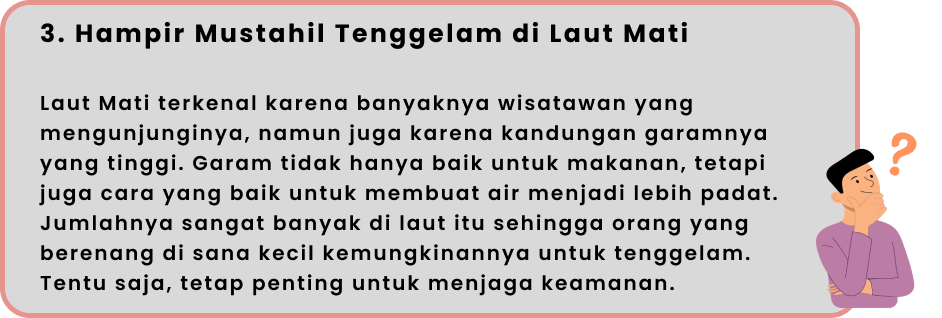 3. Hampir Mustahil Tenggelam di Laut Mati
Laut Mati terkenal karena banyaknya wisatawan yang
mengunjunginya, namun juga karena kandungan garamnya
yang tinggi. Garam tidak hanya baik untuk makanan, tetapi
juga cara yang baik untuk membuat air menjadi lebih padat.
Jumlahnya sangat banyak di laut itu sehingga orang yang
berenang di sana kecil kemungkinannya untuk tenggelam.
Tentu saja, tetap penting untuk menjaga keamanan.
?